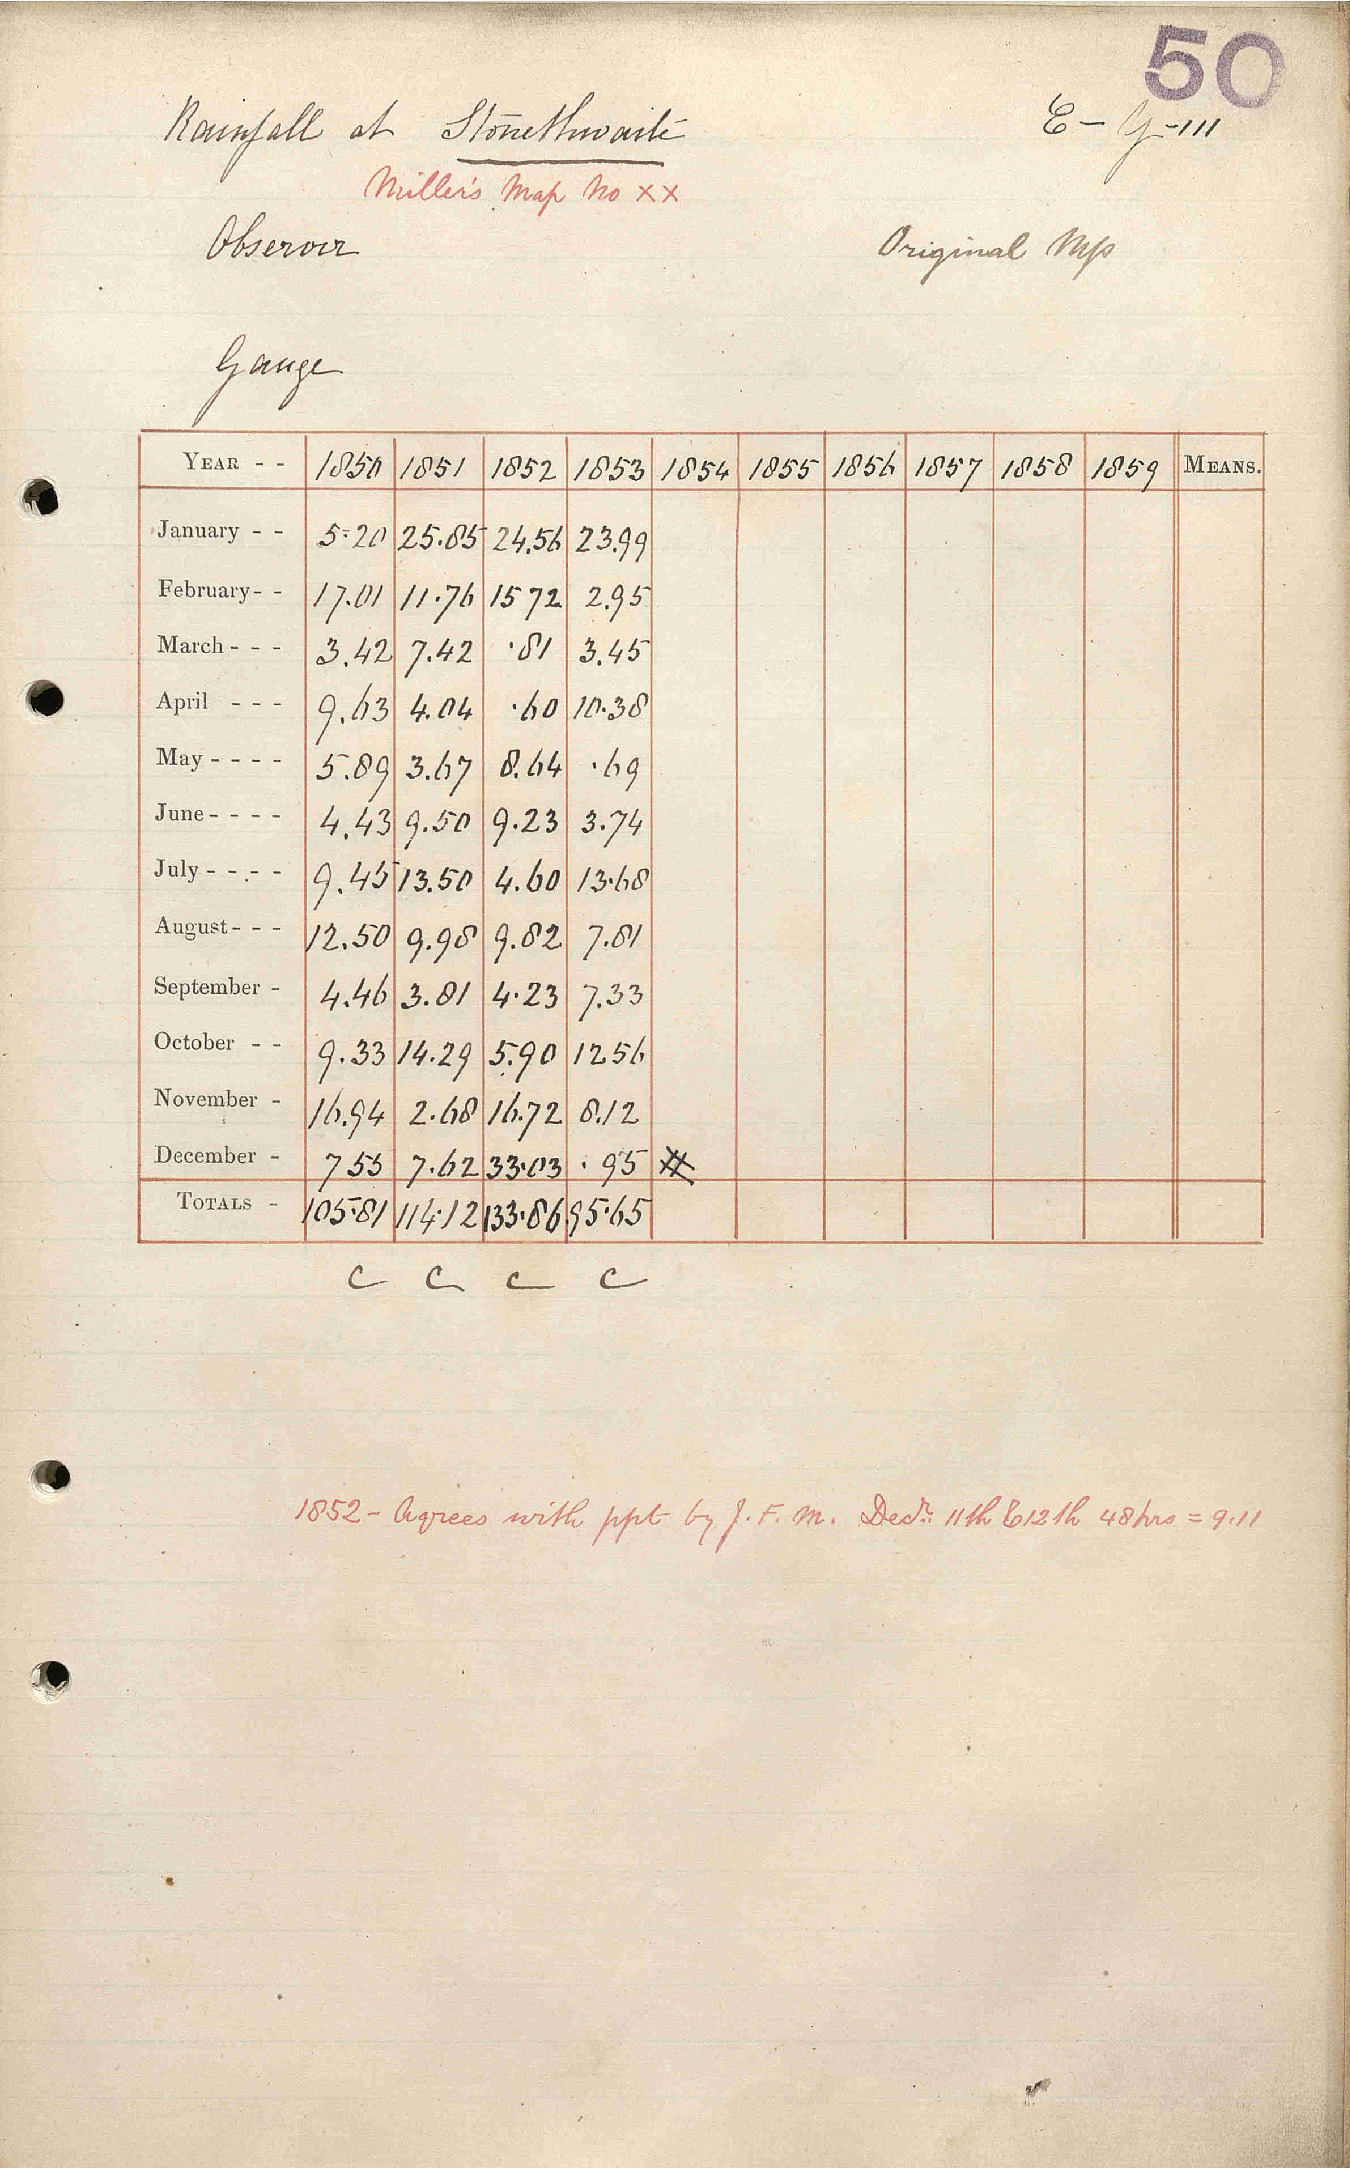 50
Rainfall at Stonethwaite
E - y - III
Miller's Map No XX
Observer
Original Mps
Gauge
YEAR - - 1850 1851 1852 1853 1854 1855 1856 1857 1858 1859 MEANS.
January - - 5.20 25.85 24.56 23.99
February - - 17.01 11.76 15 72 2.95
March - - - 3.42 7.42 .81 3.45
April - - - 9.63 4.04 .60 10.38
May - - - - 5.89 3.67 8.64 .69
June - - - - 4.43 9.50 9.23 3.74
July - - - - 9.45 13.50 4.60 13.68
August - - - 12.50 9.98 9.82 7.81
September - 4.46 3.81 4.23 7.33
October - - 9.33 14.29 5.90 12 56
November - 16.94 2.68 16.72 8.12
December - 7 55 7.62 33.03 .95 #
TOTALS - 105.81 114.12 133.86 95.65
C C C C
1852 - Agrees with ppt by J. F. M. Decr. 11th & 12th 48 hrs = 9.11